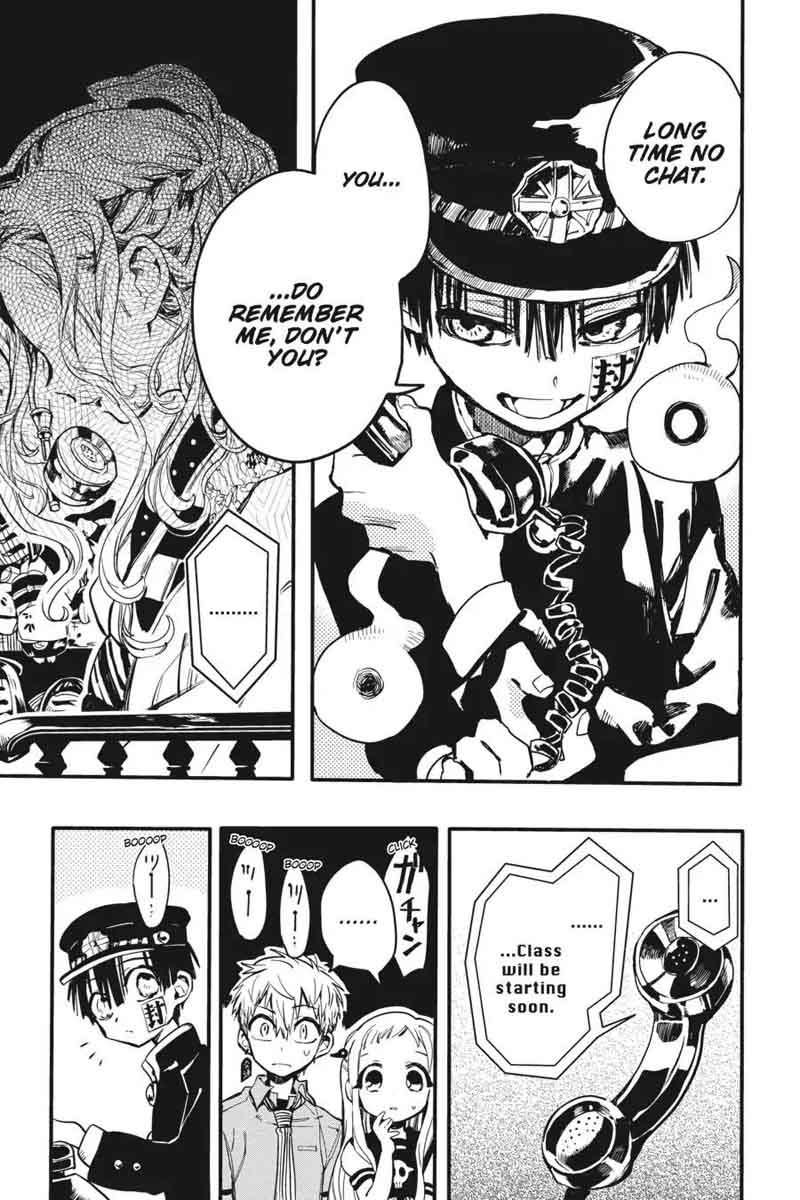 LONG
TIME NO
CHAT.
封
YOU...
...DO
REMEMBER
ME, DON'T
YOU?
.........
...
......
...Class
will be
starting
soon.
CLICK
ガチャン
......
BOOOP
ツー
BOOOOP
ツー
BOOOOP
ツー
封